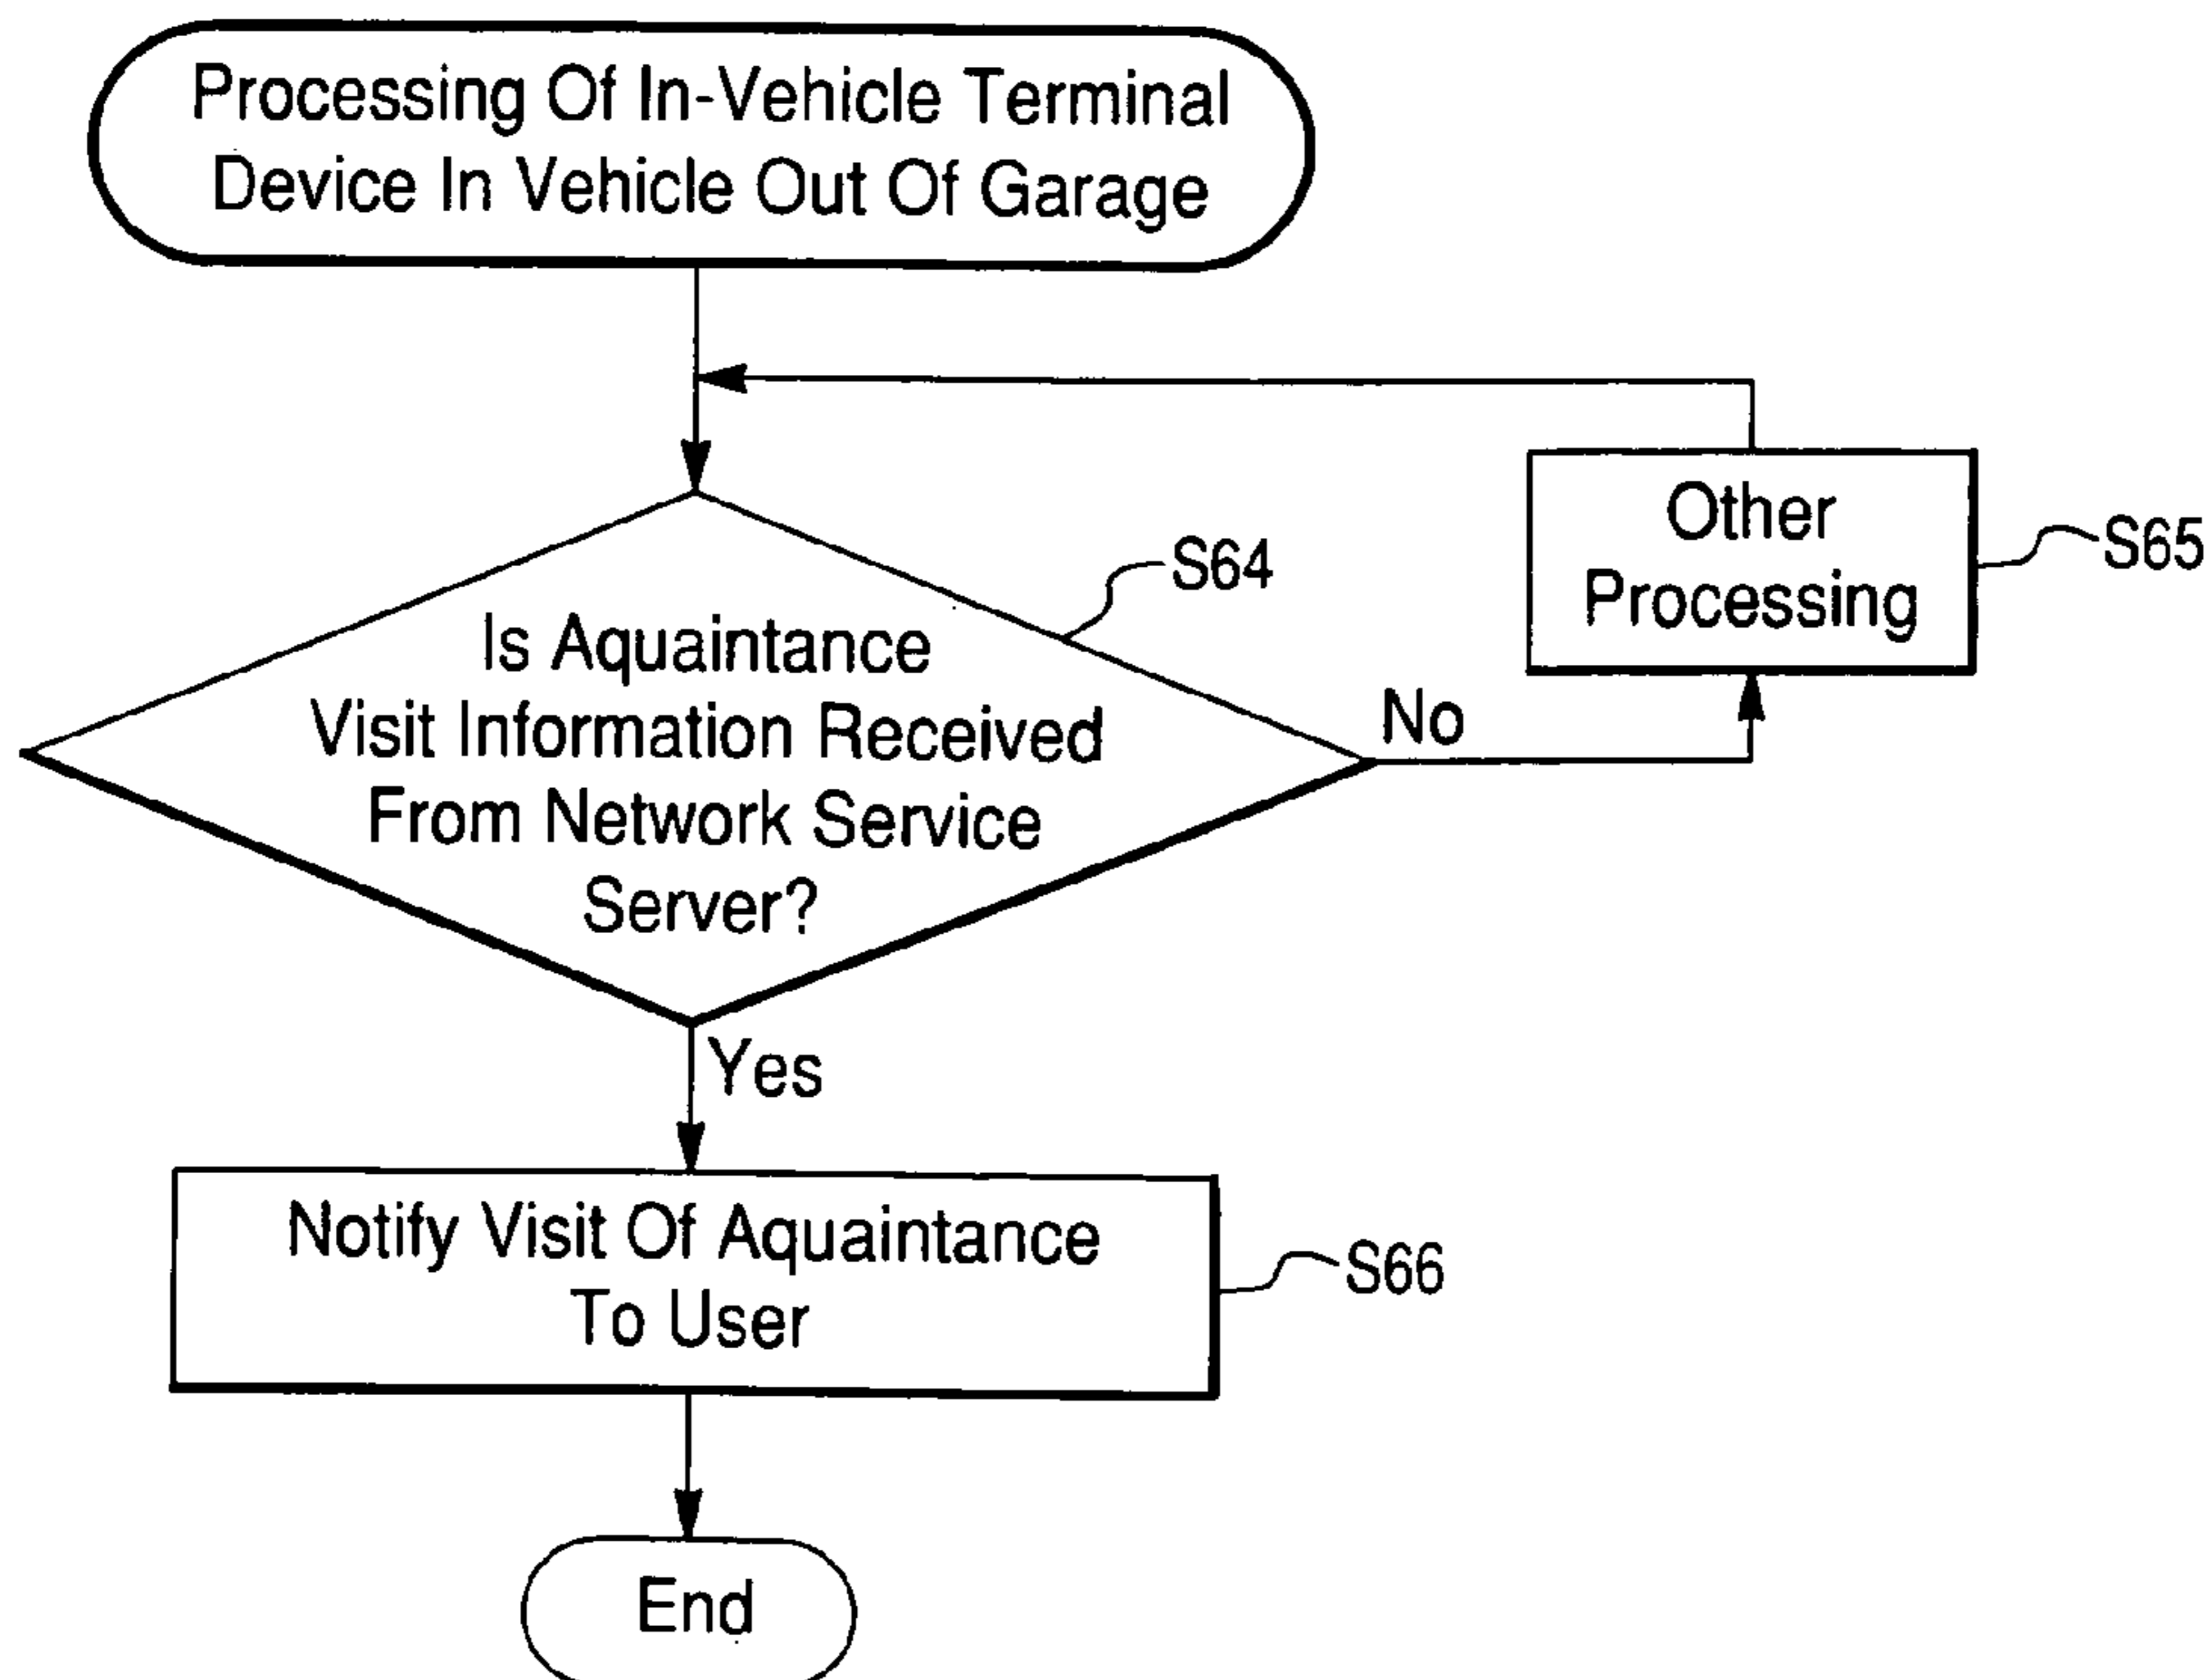 Processing Of In-Vehicle Terminal
Device In Vehicle Out Of Garage
Other
Processing
S65
S64
Is Aquaintance
Visit Information Received
From Network Service
Server?
No
Yes
Notify Visit Of Aquaintance
To User
S66
End